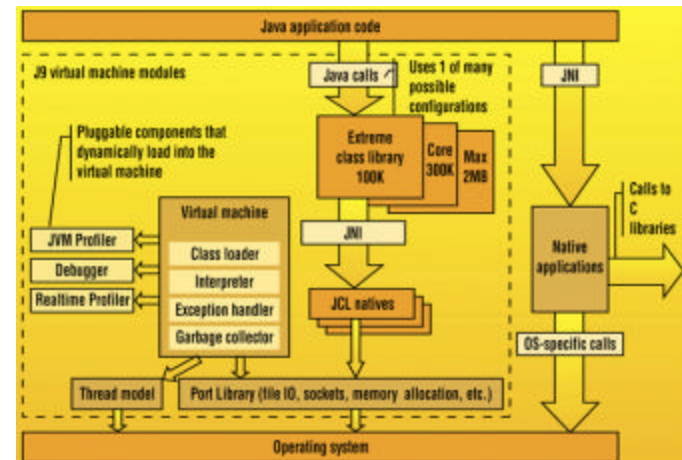 Java application code
J9 virtual machine modules
Java calls
Uses 1 of many
possible
configurations
JNI
Pluggable components that
dynamically load into the
virtual machine
Extreme
class library
100K
Core
300K
Max
2MB
Calls to
C
libraries
Virtual machine
JVM Profiler
Debugger
Realtime Profiler
Class loader
Interpreter
Exception handler
Garbage collector
JNI
Native
applications
JCL natives
OS-specific calls
Thread model
Port Library (file IO, sockets, memory allocation, etc.)
Operating system